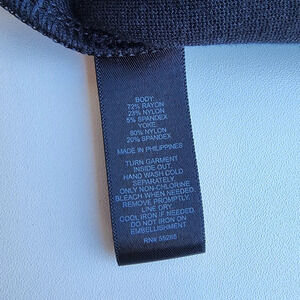 BODY:
72% RAYON
23% NYLON
5% SPANDEX
YOKE:
80% NYLON
20% SPANDEX
MADE IN PHILIPPINES
TURN GARMENT
INSIDE OUT.
HAND WASH COLD
SEPARATELY.
ONLY NON-CHLORINE
BLEACH WHEN NEEDED.
REMOVE PROMPTLY.
LINE DRY.
COOL IRON IF NEEDED.
DO NOT IRON ON
EMBELLISHMENT.
RN#